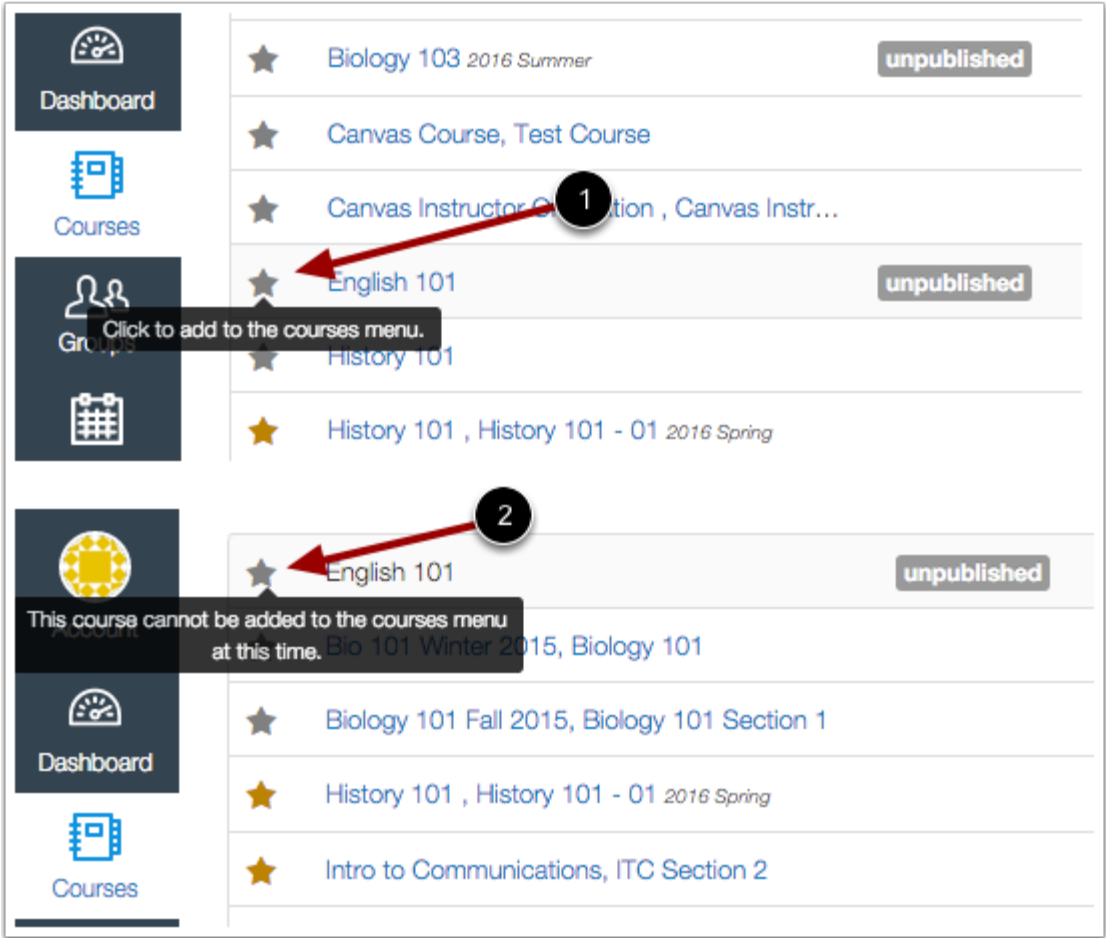 Biology 103 2016 Summer unpublished
Dashboard
Canvas Course, Test Course
1
Canvas Instructor O tion , Canvas Instr...
Courses
English 101 unpublished
Click to add to the courses menu.
Groups
History 101
History 101 , History 101 - 01 2016 Spring
2
English 101 unpublished
This course cannot be added to the courses menu
at this time.
Account
Bio 101 Winter 2015, Biology 101
Biology 101 Fall 2015, Biology 101 Section 1
Dashboard
History 101 , History 101 - 01 2016 Spring
Intro to Communications, ITC Section 2
Courses